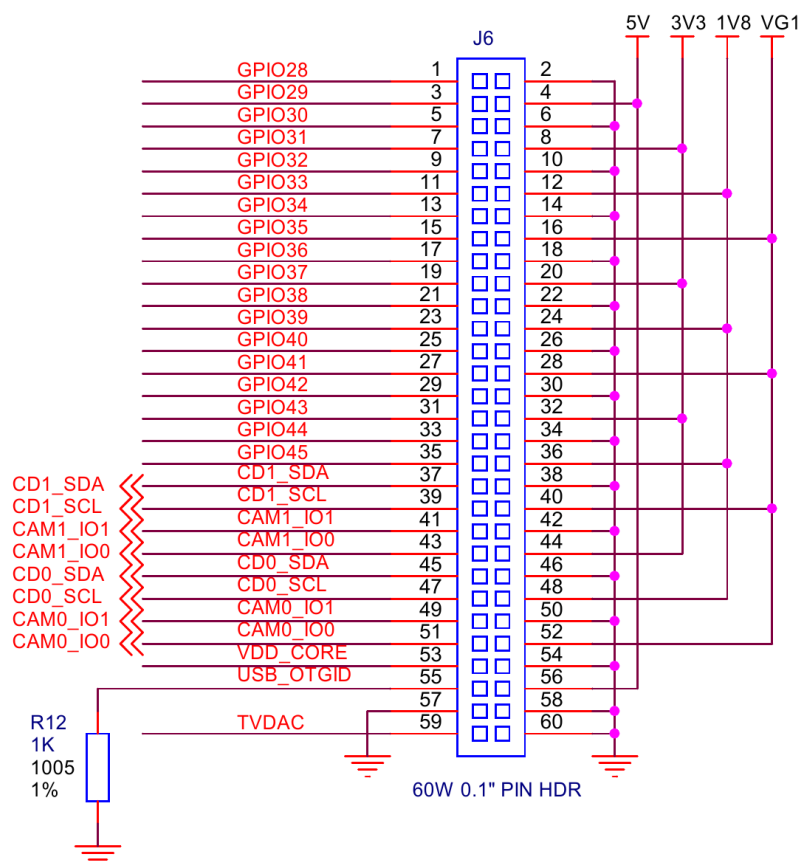 5V 3V3 1V8 VG1
J6
GPIO28 1 2
GPIO29 3 4
GPIO30 5 6
GPIO31 7 8
GPIO32 9 10
GPIO33 11 12
GPIO34 13 14
GPIO35 15 16
GPIO36 17 18
GPIO37 19 20
GPIO38 21 22
GPIO39 23 24
GPIO40 25 26
GPIO41 27 28
GPIO42 29 30
GPIO43 31 32
GPIO44 33 34
GPIO45 35 36
CD1_SDA CD1_SDA 37 38
CD1_SCL CD1_SCL 39 40
CAM1_IO1 CAM1_IO1 41 42
CAM1_IO0 CAM1_IO0 43 44
CD0_SDA CD0_SDA 45 46
CD0_SCL CD0_SCL 47 48
CAM0_IO1 CAM0_IO1 49 50
CAM0_IO0 CAM0_IO0 51 52
VDD_CORE 53 54
USB_OTGID 55 56
57 58
TVDAC 59 60
R12
1K
1005
1%
60W 0.1" PIN HDR